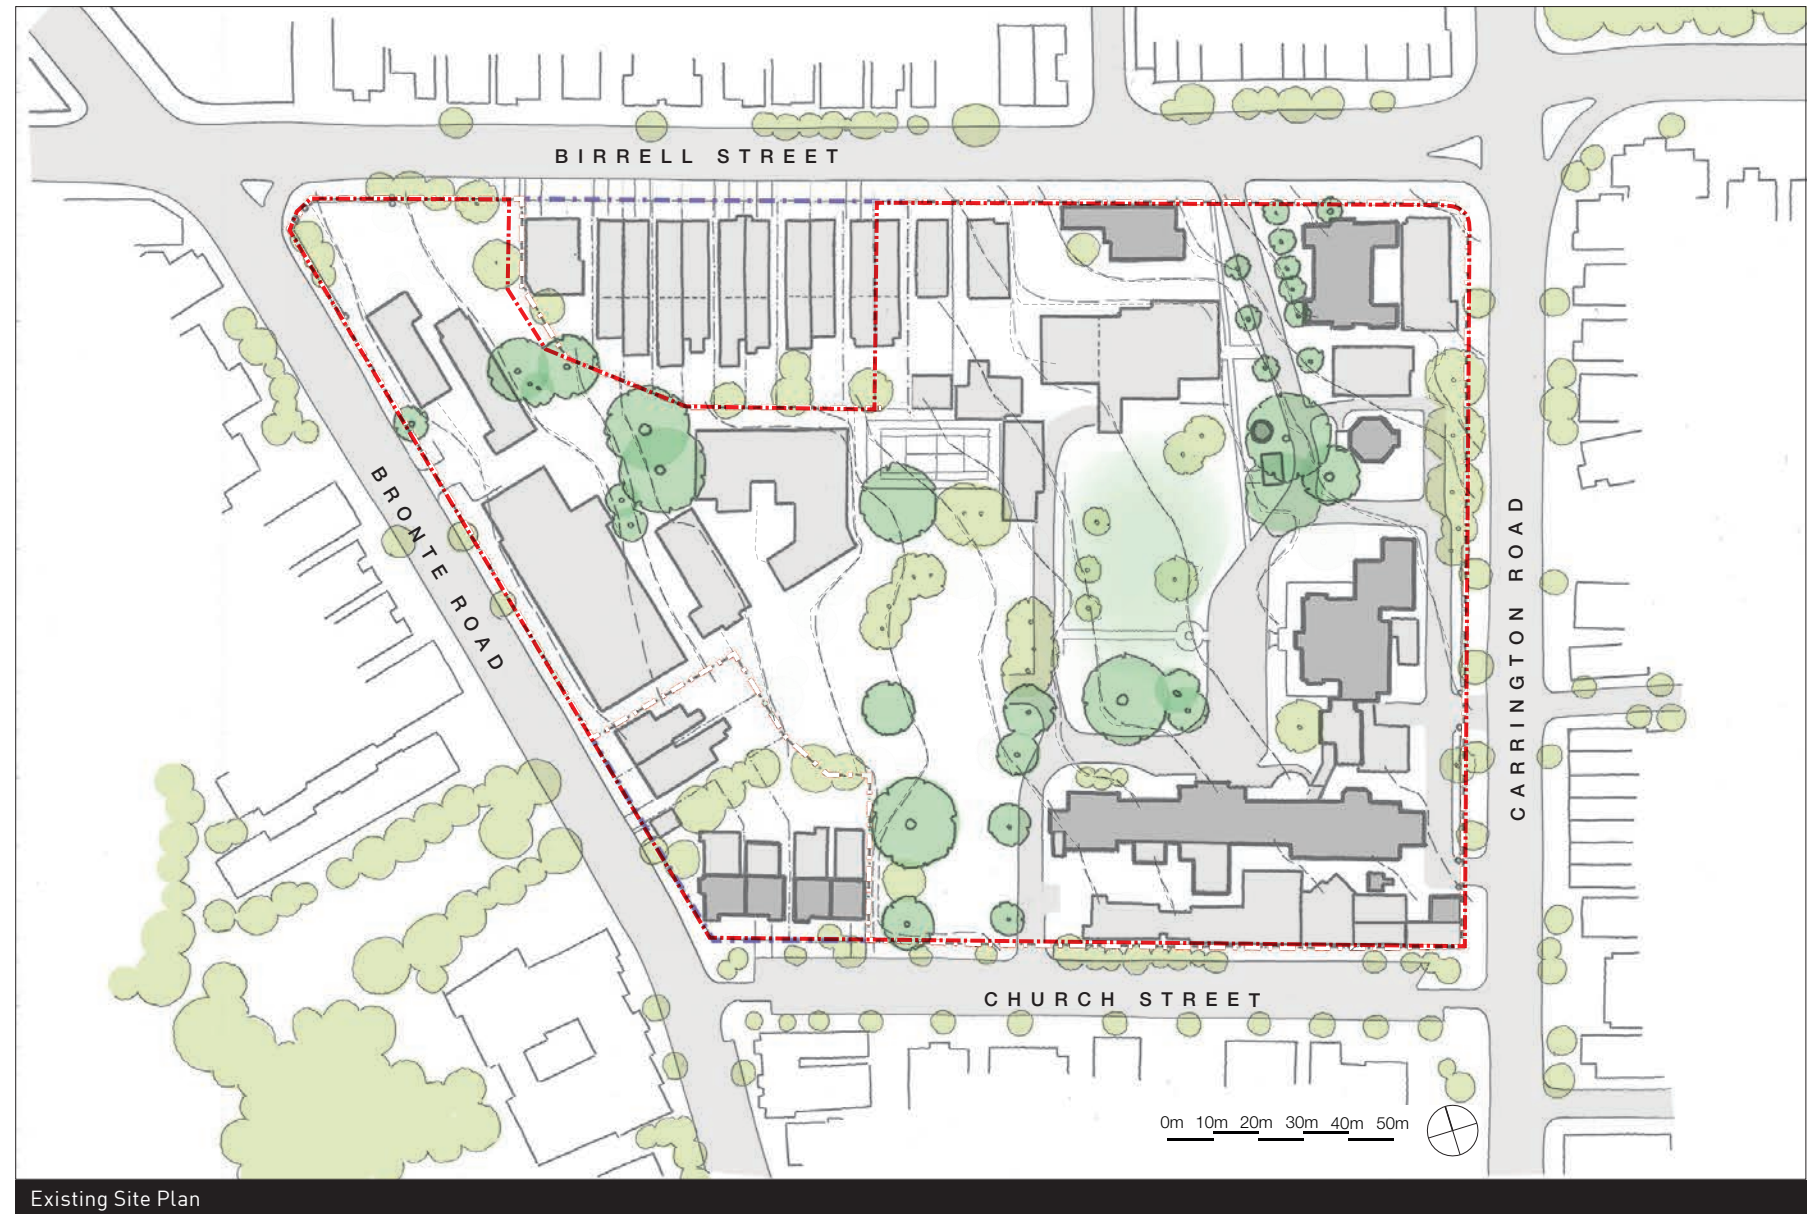 BIRRELL STREET
BRONTE ROAD
CARRINGTON ROAD
CHURCH STREET
0m 10m 20m 30m 40m 50m
Existing Site Plan